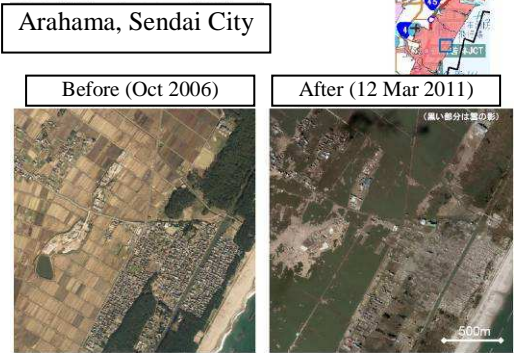 Arahama, Sendai City
Before (Oct 2006)
After (12 Mar 2011)
(黒い部分は雲の影)
500m